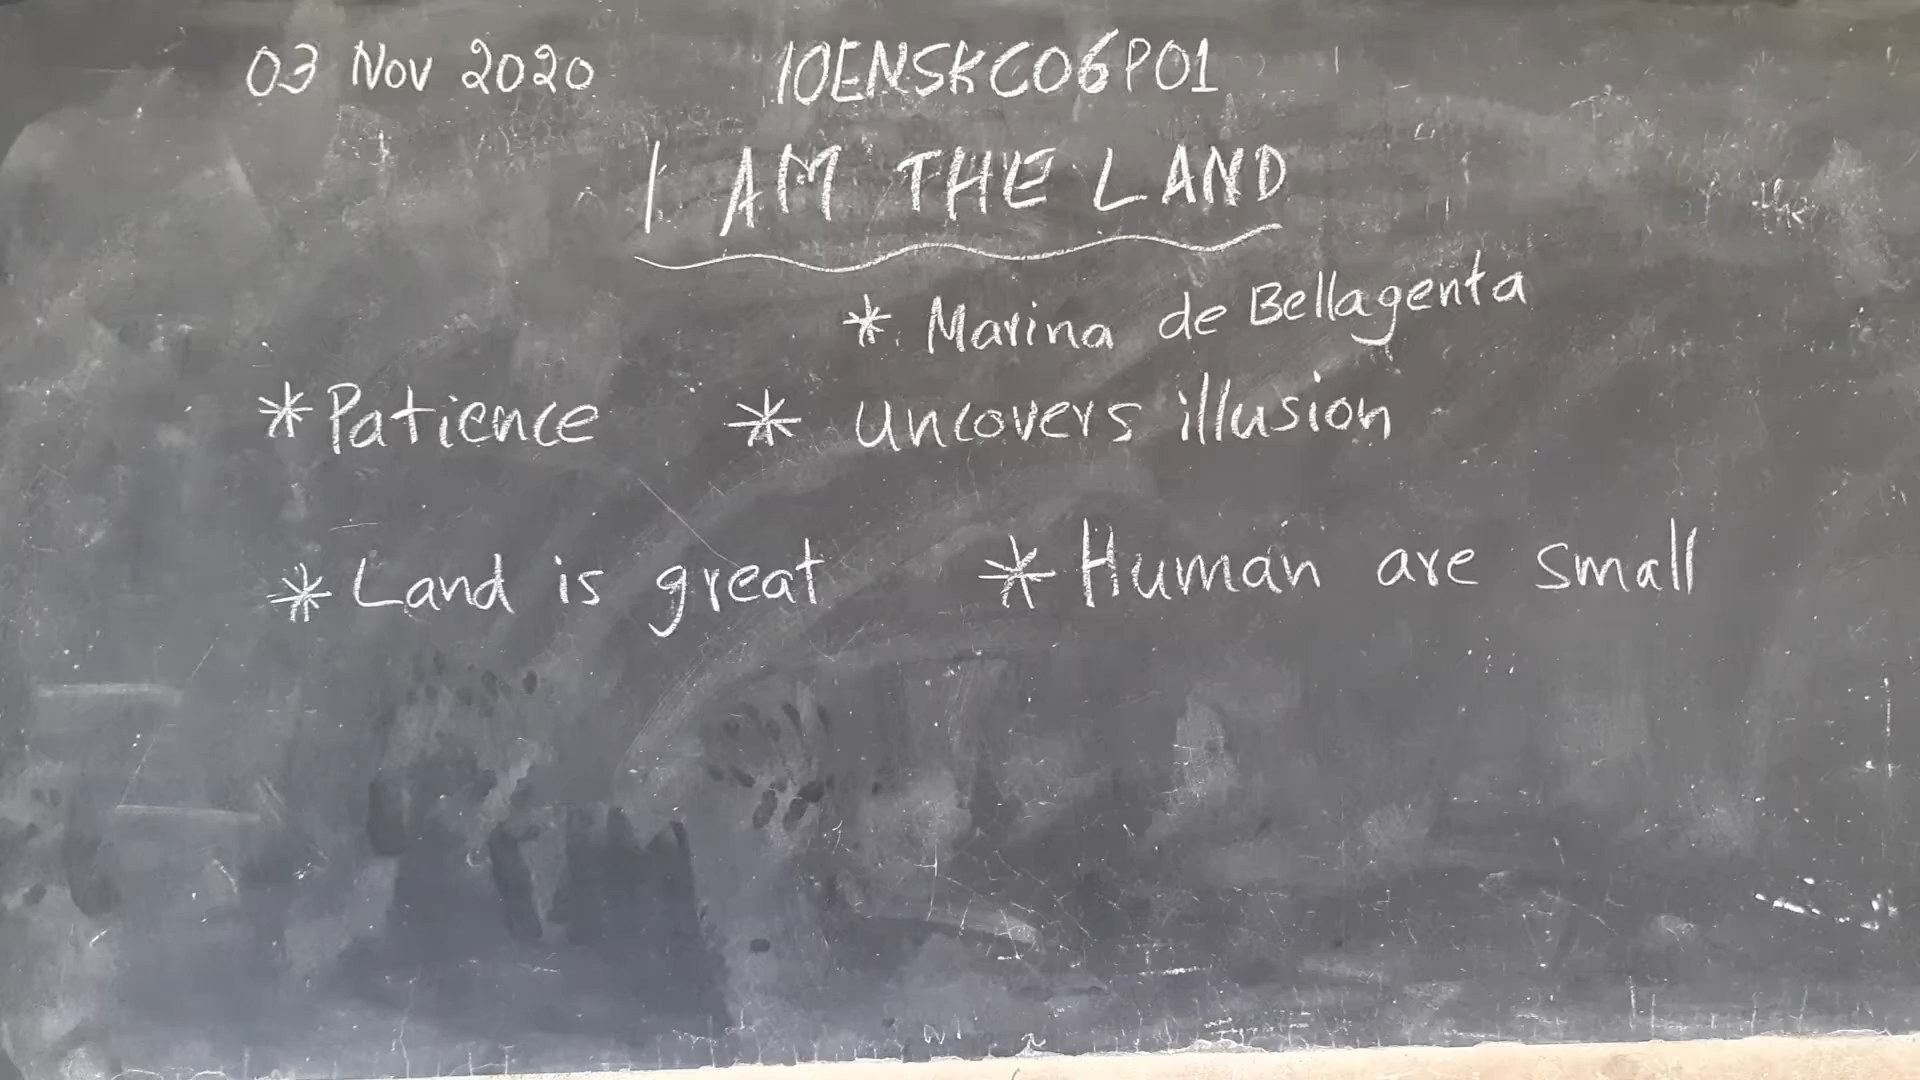 03 Nov 2020 10ENSKC06P01
I AM THE LAND
* Marina de Bellagenta
* Patience * uncovers illusion
* Land is great * Human are small
the